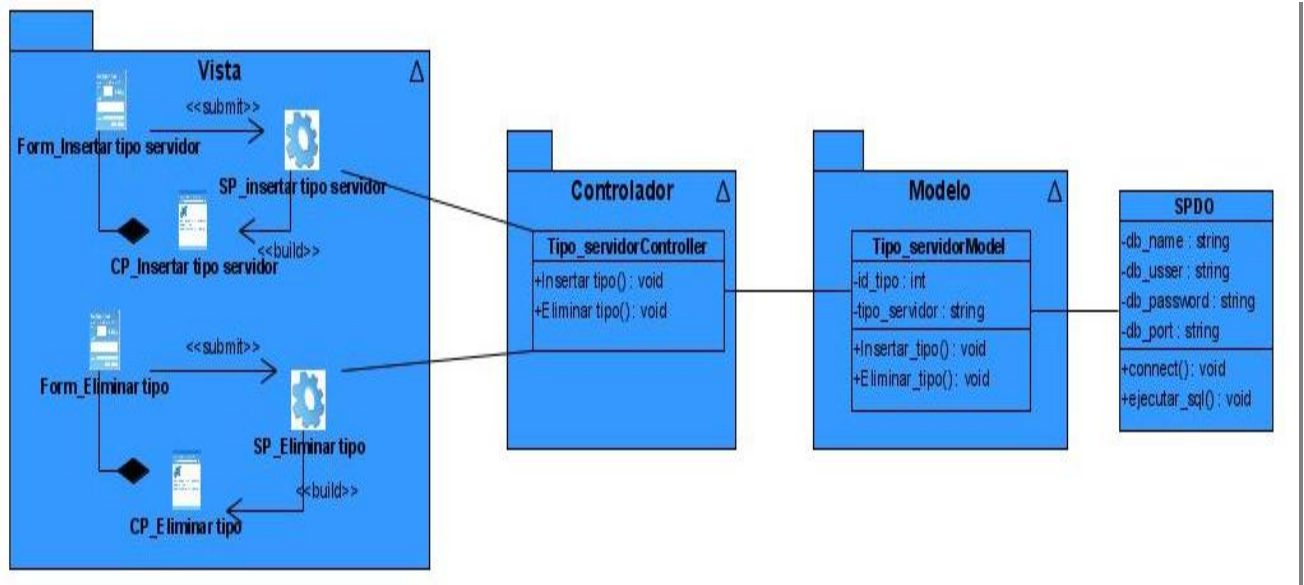 Vista
<<submit>>
Form_Insertar tipo servidor
SP_insertar tipo servidor
<<build>>
CP_Insertar tipo servidor
<<submit>>
Form_Eliminar tipo
SP_Eliminar tipo
<<build>>
CP_Eliminar tipo
Controlador
Tipo_servidorController
+Insertar tipo() : void
+Eliminar tipo() : void
Modelo
Tipo_servidorModel
-id_tipo : int
-tipo_servidor : string
+Insertar_tipo() : void
+Eliminar_tipo() : void
SPDO
-db_name : string
-db_usser : string
-db_password : string
-db_port : string
+connect() : void
+ejecutar_sql() : void